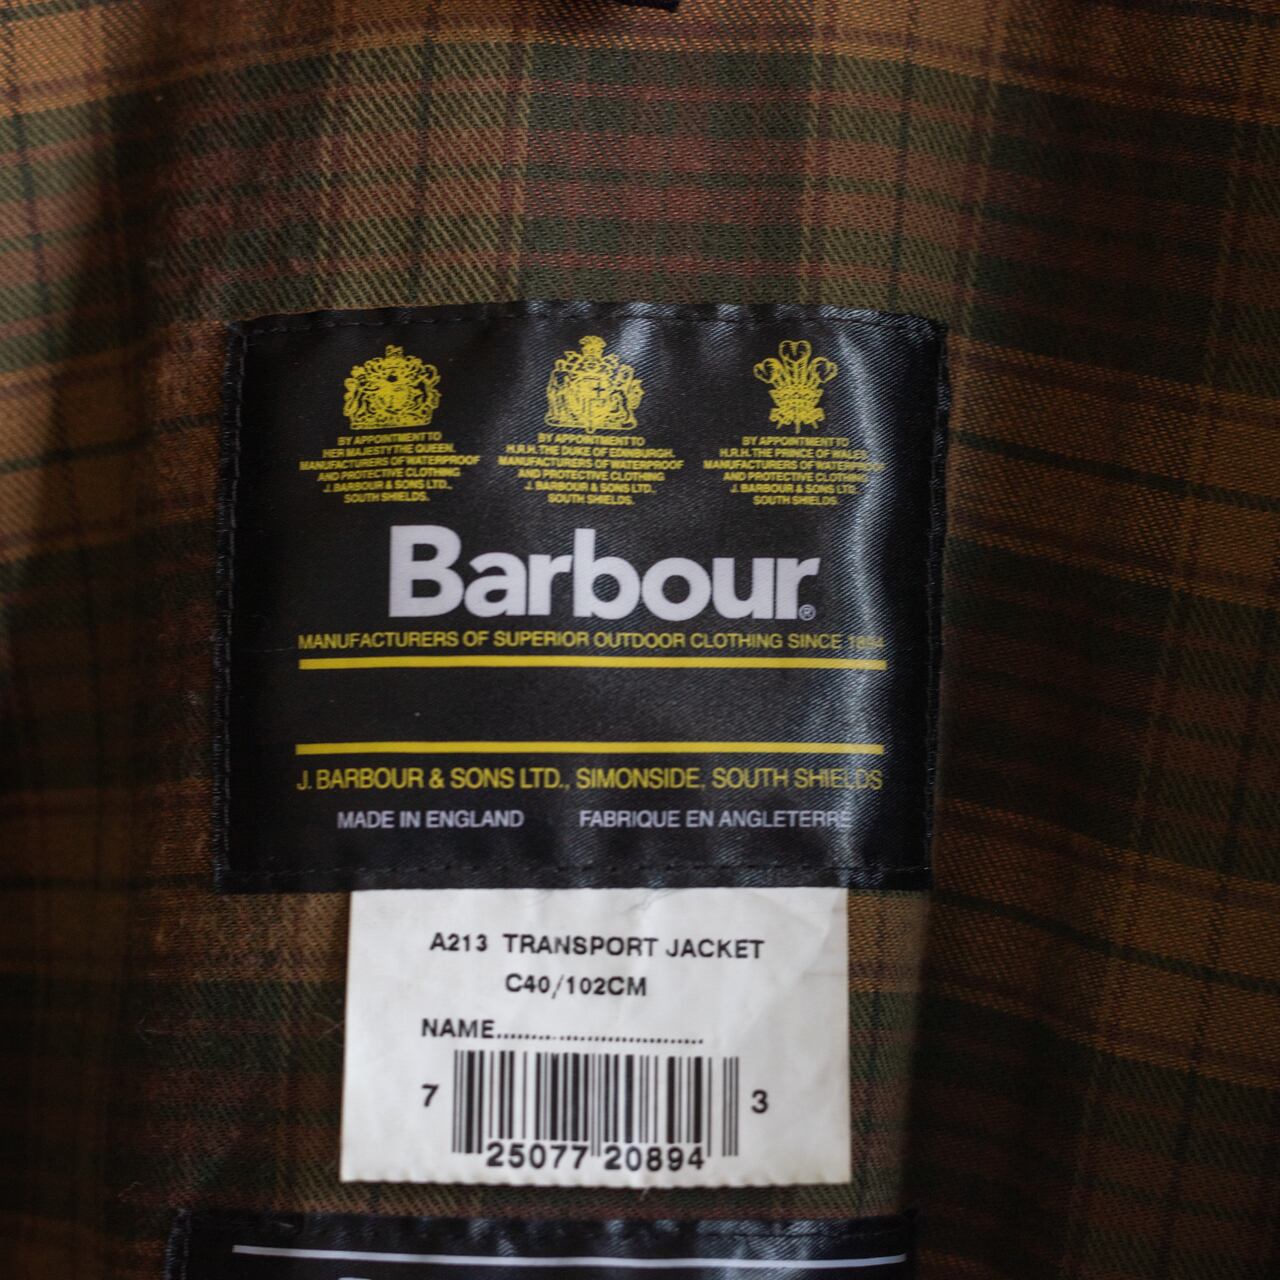 BY APPOINTMENT TO
HER MAJESTY THE QUEEN.
MANUFACTURERS OF WATERPROOF
AND PROTECTIVE CLOTHING
J. BARBOUR & SONS LTD.,
SOUTH SHIELDS.
BY APPOINTMENT TO
H.R.H. THE DUKE OF EDINBURGH.
MANUFACTURERS OF WATERPROOF
AND PROTECTIVE CLOTHING
J. BARBOUR & SONS LTD.,
SOUTH SHIELDS.
BY APPOINTMENT TO
H.R.H. THE PRINCE OF WALES.
MANUFACTURERS OF WATERPROOF
AND PROTECTIVE CLOTHING
J. BARBOUR & SONS LTD.
SOUTH SHIELDS.
Barbour®
MANUFACTURERS OF SUPERIOR OUTDOOR CLOTHING SINCE 1894
J. BARBOUR & SONS LTD., SIMONSIDE, SOUTH SHIELDS
MADE IN ENGLAND FABRIQUE EN ANGLETERRE
A213 TRANSPORT JACKET
C40/102CM
NAME.................................
7 25077 20894 3